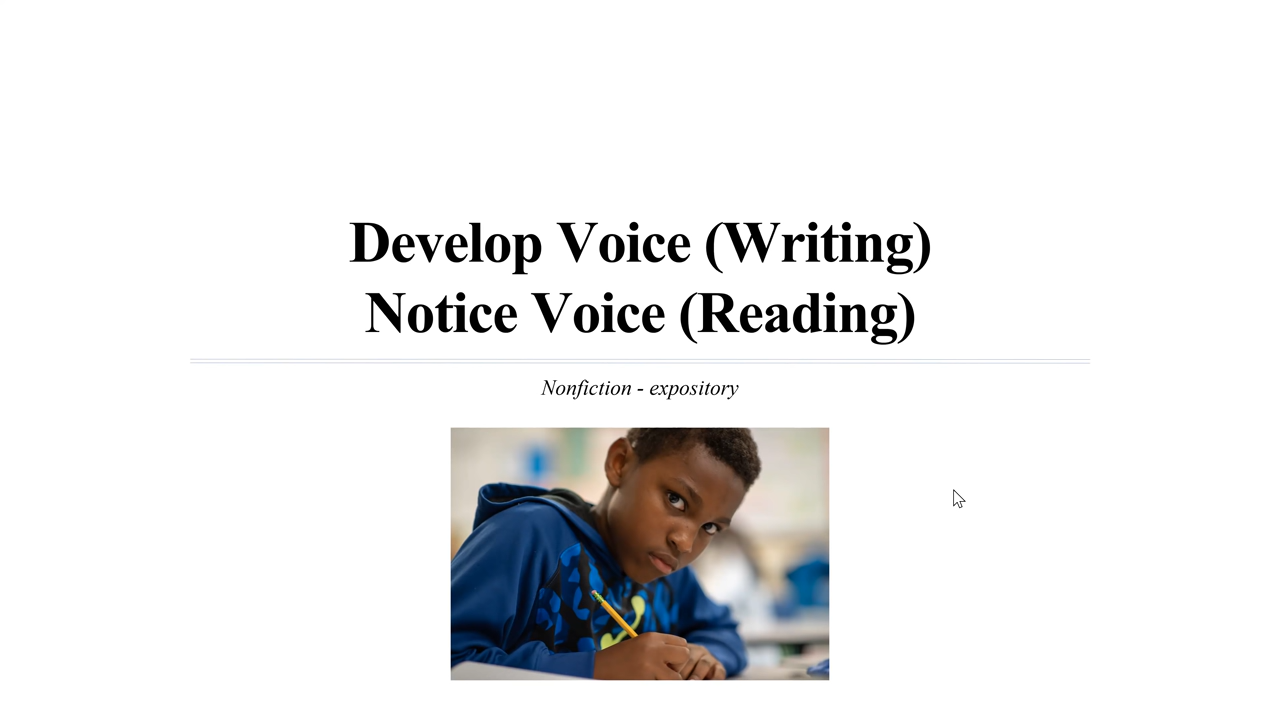 Develop Voice (Writing)
Notice Voice (Reading)
Nonfiction - expository